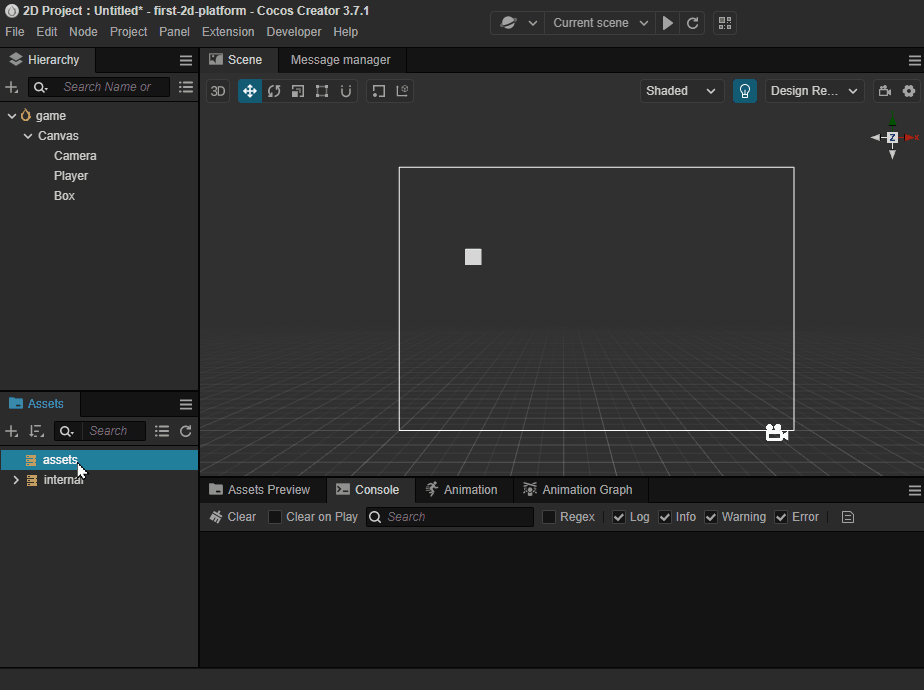 2D Project : Untitled* - first-2d-platform - Cocos Creator 3.7.1
File Edit Node Project Panel Extension Developer Help
Current scene
Hierarchy
Search Name or
game
Canvas
Camera
Player
Box
Scene Message manager
3D Shaded Design Re...
Z
Assets
Search
assets
internal
Assets Preview Console Animation Animation Graph
Clear Clear on Play Search Regex Log Info Warning Error